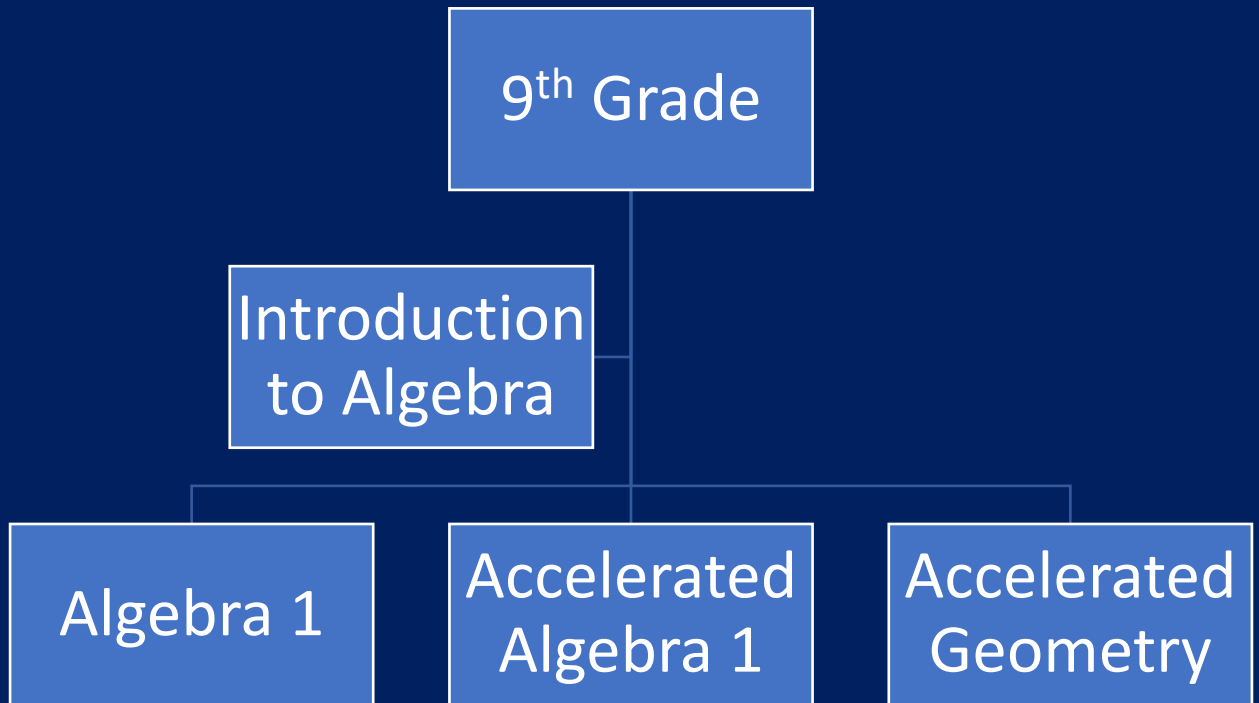 9th Grade
Introduction
to Algebra
Algebra 1
Accelerated
Algebra 1
Accelerated
Geometry